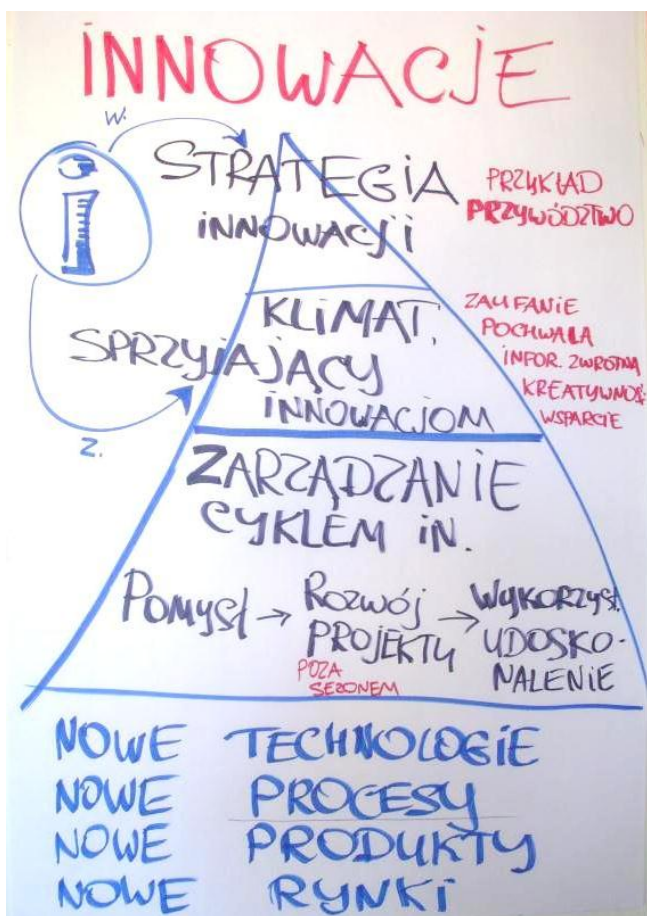 INNOWACJE
W.
i
STRATEGIA
INNOWACJI
PRZYKŁAD
PRZYWÓDZTWO
KLIMAT,
SPRZYJAJĄCY
INNOWACJOM
ZAUFANIE
POCHWAŁA
INFOR. ZWROTNA
KREATYWNOŚĆ
WSPARCIE
Z.
ZARZĄDZANIE
CYKLEM IN.
POMYSŁ → ROZWÓJ → WYKORZYST.
PROJEKTU UDOSKO-
POZA NALENIE
SEZONEM
NOWE TECHNOLOGIE
NOWE PROCESY
NOWE PRODUKTY
NOWE RYNKI